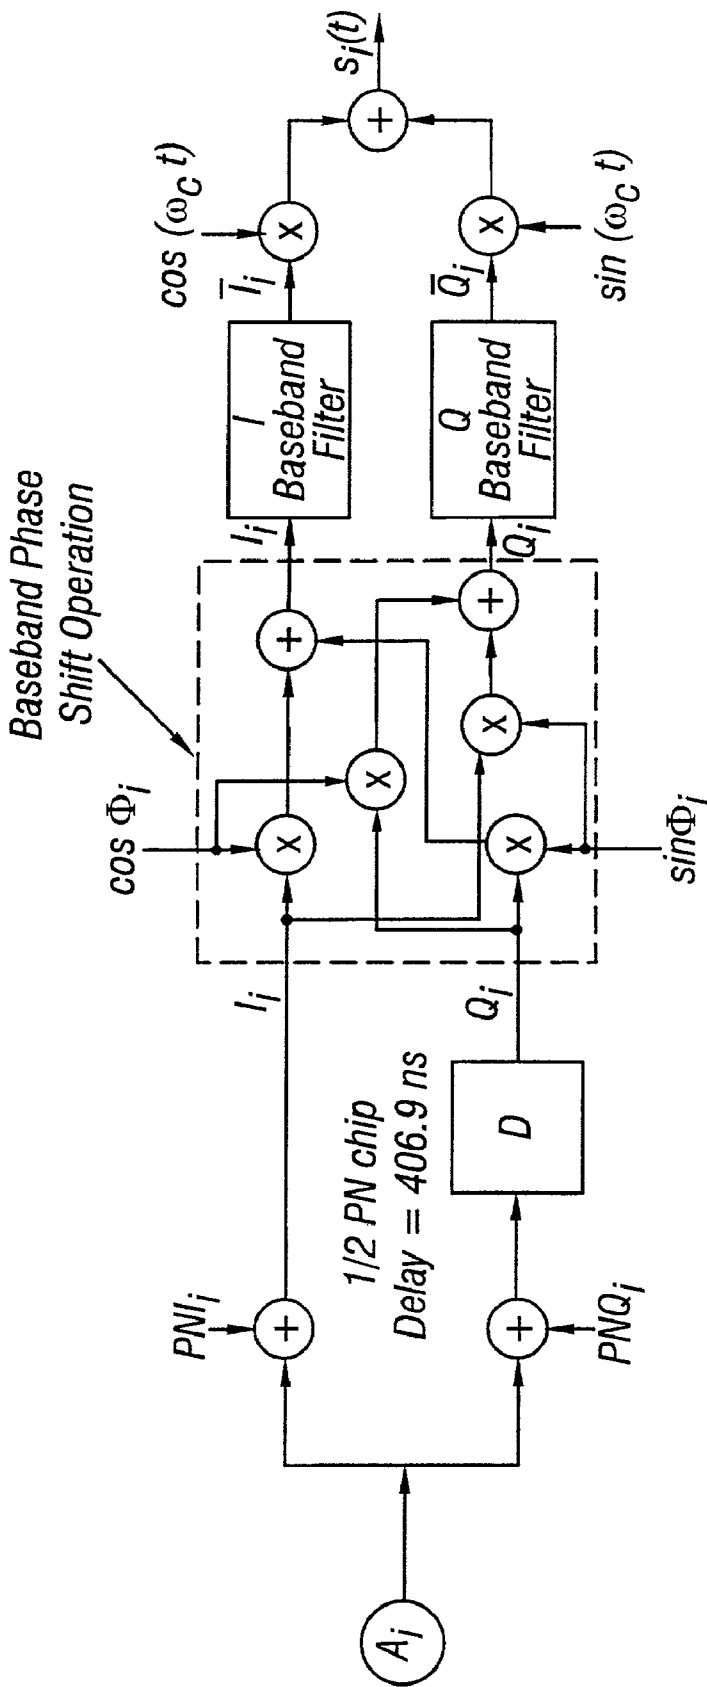 A_i
PNI_i
+
PNQ_i
+
1/2 PN chip
Delay = 406.9 ns
D
I_i
Q_i
Baseband Phase
Shift Operation
cos Φ_i
sinΦ_i
x
x
x
x
+
+
I_i
Q_i
I
Baseband
Filter
Q
Baseband
Filter
I̅_i
Q̅_i
cos (ω_c t)
sin (ω_c t)
x
x
+
s_i(t)